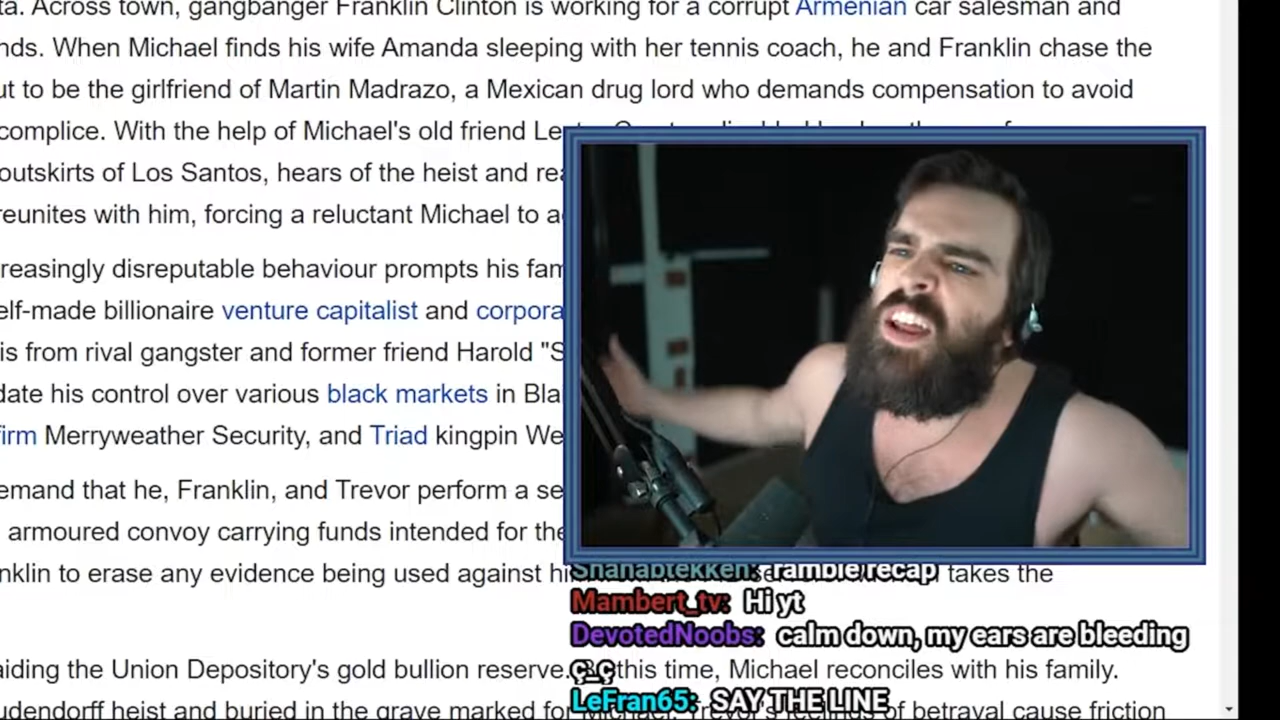 ta. Across town, gangbanger Franklin Clinton is working for a corrupt Armenian car salesman and
nds. When Michael finds his wife Amanda sleeping with her tennis coach, he and Franklin chase the
ut to be the girlfriend of Martin Madrazo, a Mexican drug lord who demands compensation to avoid
complice. With the help of Michael's old friend Le
outskirts of Los Santos, hears of the heist and rea
reunites with him, forcing a reluctant Michael to a
reasingly disreputable behaviour prompts his fam
elf-made billionaire venture capitalist and corpora
is from rival gangster and former friend Harold "S
date his control over various black markets in Bla
firm Merryweather Security, and Triad kingpin We
emand that he, Franklin, and Trevor perform a se
armoured convoy carrying funds intended for the
nklin to erase any evidence being used against hi takes the
Shahabtekken: ramble/recap
Mambert_tv: Hi yt
DevotedNoobs: calm down, my ears are bleeding
ç_ç
aiding the Union Depository's gold bullion reserve. this time, Michael reconciles with his family.
LeFran65: SAY THE LINE
udendorff heist and buried in the grave marked for of betrayal cause friction